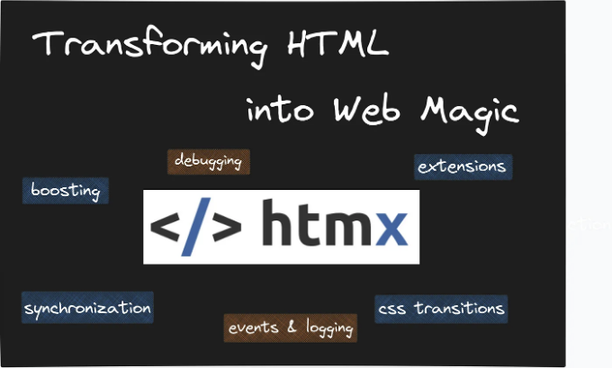 Transforming HTML
into Web Magic
debugging
extensions
boosting
</> htmx
synchronization
css transitions
events & logging